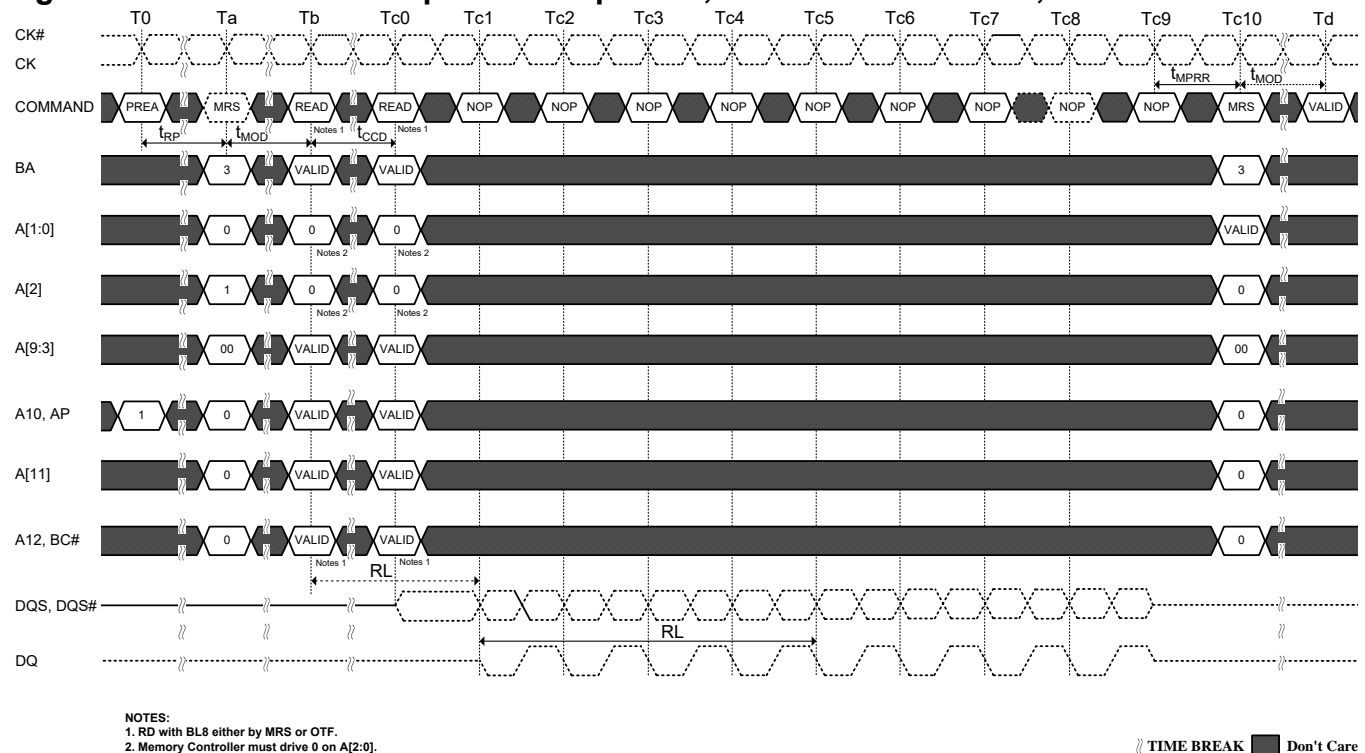 T0 Ta Tb Tc0 Tc1 Tc2 Tc3 Tc4 Tc5 Tc6 Tc7 Tc8 Tc9 Tc10 Td
CK#
CK
tMPRR tMOD
COMMAND PREA MRS READ READ NOP NOP NOP NOP NOP NOP NOP NOP NOP MRS VALID
Notes 1 Notes 1
tRP tMOD tCCD
BA 3 VALID VALID 3
A[1:0] 0 0 0 VALID
Notes 2 Notes 2
A[2] 1 0 0 0
Notes 2 Notes 2
A[9:3] 00 VALID VALID 00
A10, AP 1 0 VALID VALID 0
A[11] 0 VALID VALID 0
A12, BC# 0 VALID VALID 0
Notes 1 Notes 1
RL
DQS, DQS#
RL
DQ
NOTES:
1. RD with BL8 either by MRS or OTF.
2. Memory Controller must drive 0 on A[2:0].
TIME BREAK Don't Care